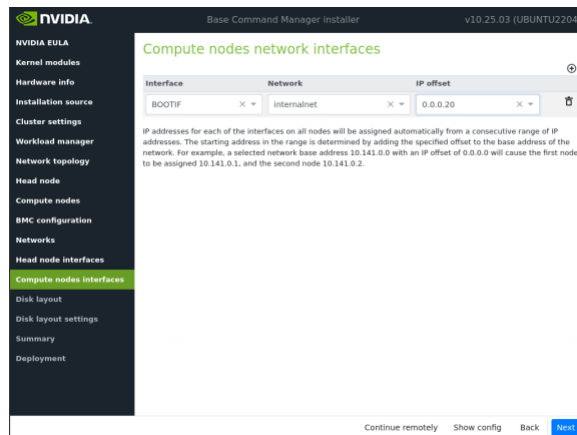 NVIDIA.
Base Command Manager installer
v10.25.03 (UBUNTU2204
NVIDIA EULA
Kernel modules
Hardware info
Installation source
Cluster settings
Workload manager
Network topology
Head node
Compute nodes
BMC configuration
Networks
Head node interfaces
Compute nodes interfaces
Disk layout
Disk layout settings
Summary
Deployment
Compute nodes network interfaces
Interface Network IP offset
BOOTIF internalnet 0.0.0.20
IP addresses for each of the interfaces on all nodes will be assigned automatically from a consecutive range of IP
addresses. The starting address in the range is determined by adding the specified offset to the base address of the
network. For example, a selected network base address 10.141.0.0 with an IP offset of 0.0.0.0 will cause the first node
to be assigned 10.141.0.1, and the second node 10.141.0.2.
Continue remotely Show config Back Next